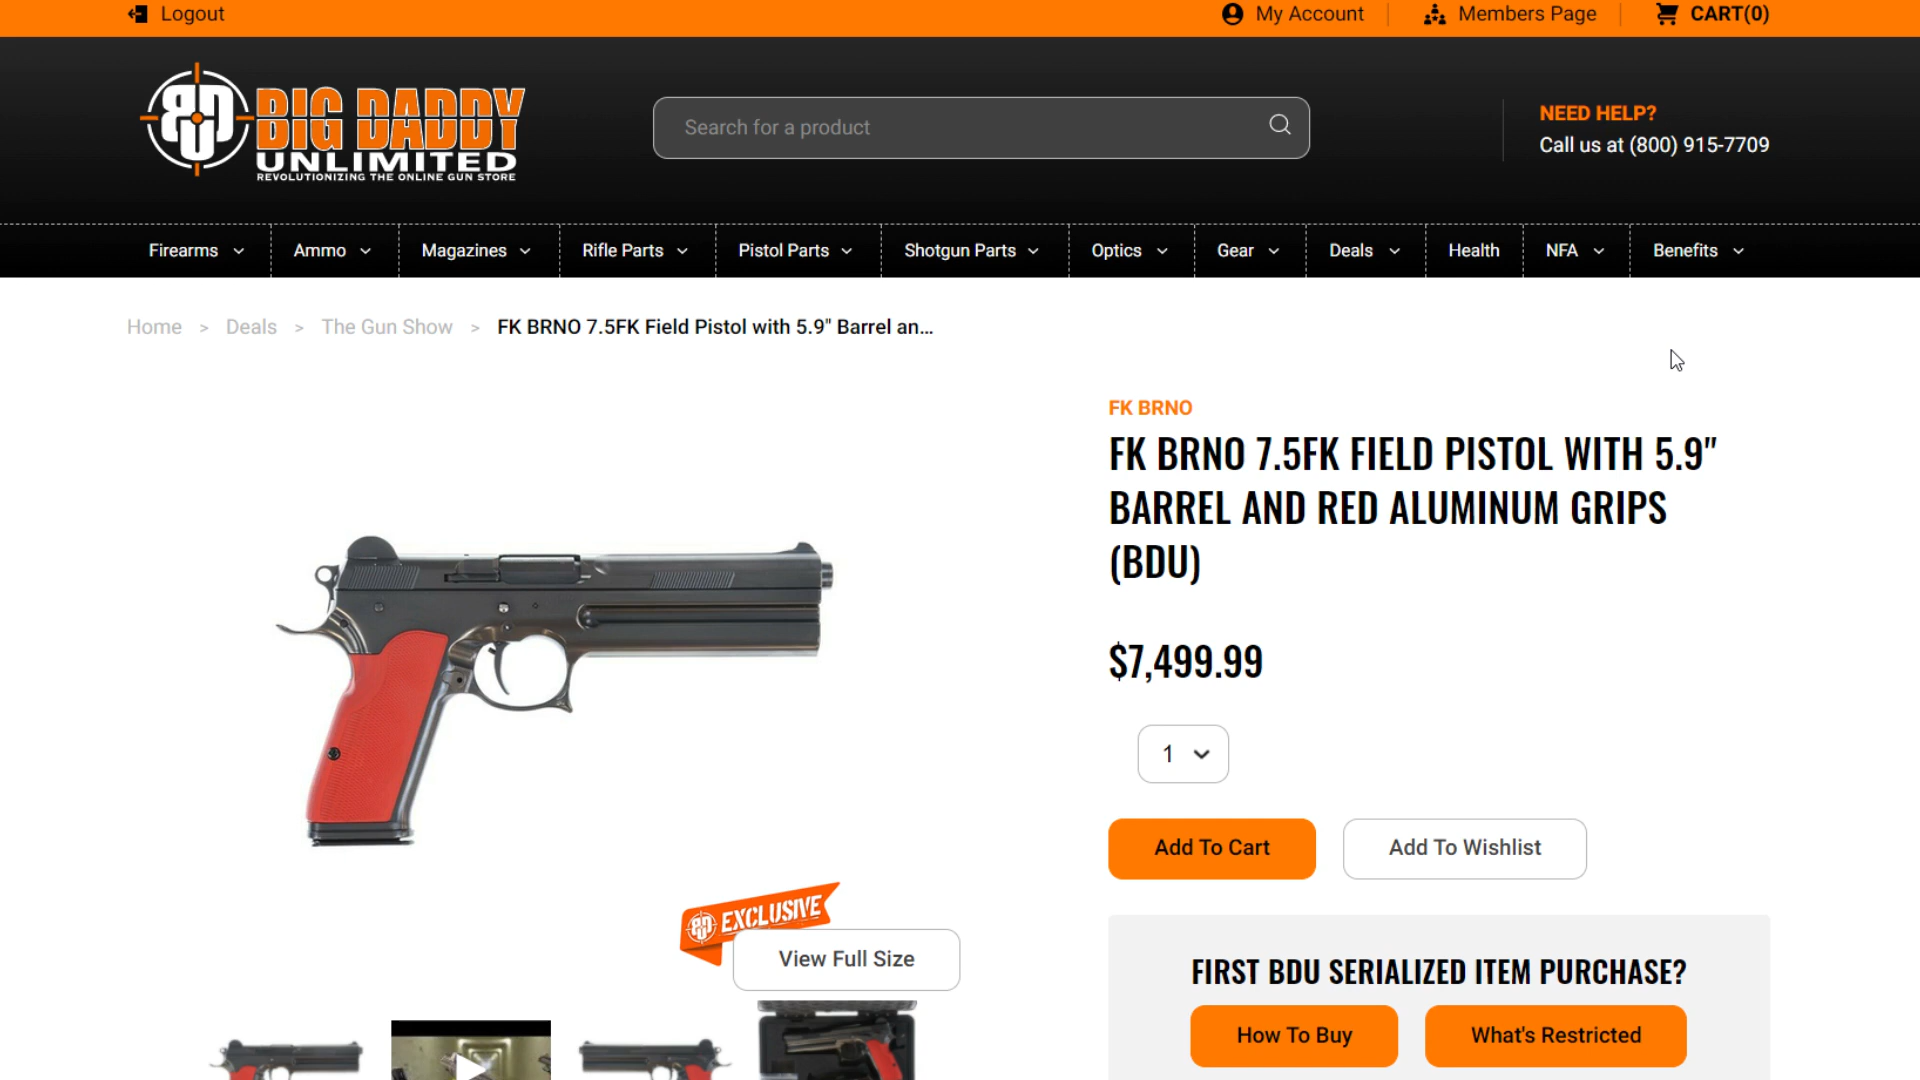 Logout
My Account
Members Page
CART(0)
BDU
BIG DADDY
UNLIMITED
REVOLUTIONIZING THE ONLINE GUN STORE
Search for a product
NEED HELP?
Call us at (800) 915-7709
Firearms
Ammo
Magazines
Rifle Parts
Pistol Parts
Shotgun Parts
Optics
Gear
Deals
Health
NFA
Benefits
Home > Deals > The Gun Show > FK BRNO 7.5FK Field Pistol with 5.9" Barrel an...
FK BRNO
FK BRNO 7.5FK FIELD PISTOL WITH 5.9"
BARREL AND RED ALUMINUM GRIPS
(BDU)
$7,499.99
1
Add To Cart
Add To Wishlist
BDU EXCLUSIVE
View Full Size
FIRST BDU SERIALIZED ITEM PURCHASE?
How To Buy
What's Restricted